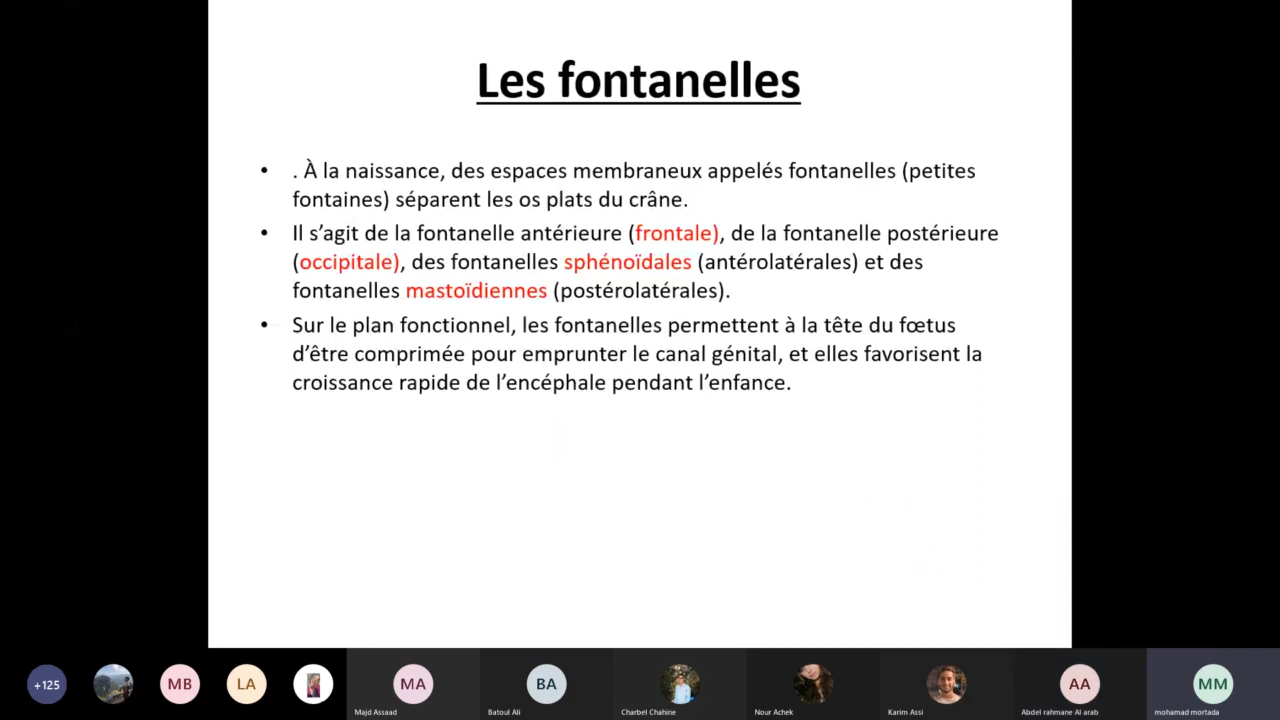 Les fontanelles
• . À la naissance, des espaces membraneux appelés fontanelles (petites
fontaines) séparent les os plats du crâne.
• Il s’agit de la fontanelle antérieure (frontale), de la fontanelle postérieure
(occipitale), des fontanelles sphénoïdales (antérolatérales) et des
fontanelles mastoïdiennes (postérolatérales).
• Sur le plan fonctionnel, les fontanelles permettent à la tête du fœtus
d’être comprimée pour emprunter le canal génital, et elles favorisent la
croissance rapide de l’encéphale pendant l’enfance.
+125 MB LA MA BA AA MM
Majd Assaad Batoul Ali Charbel Chahine Nour Achek Karim Assi Abdel rahmane Al arab mohamad mortada